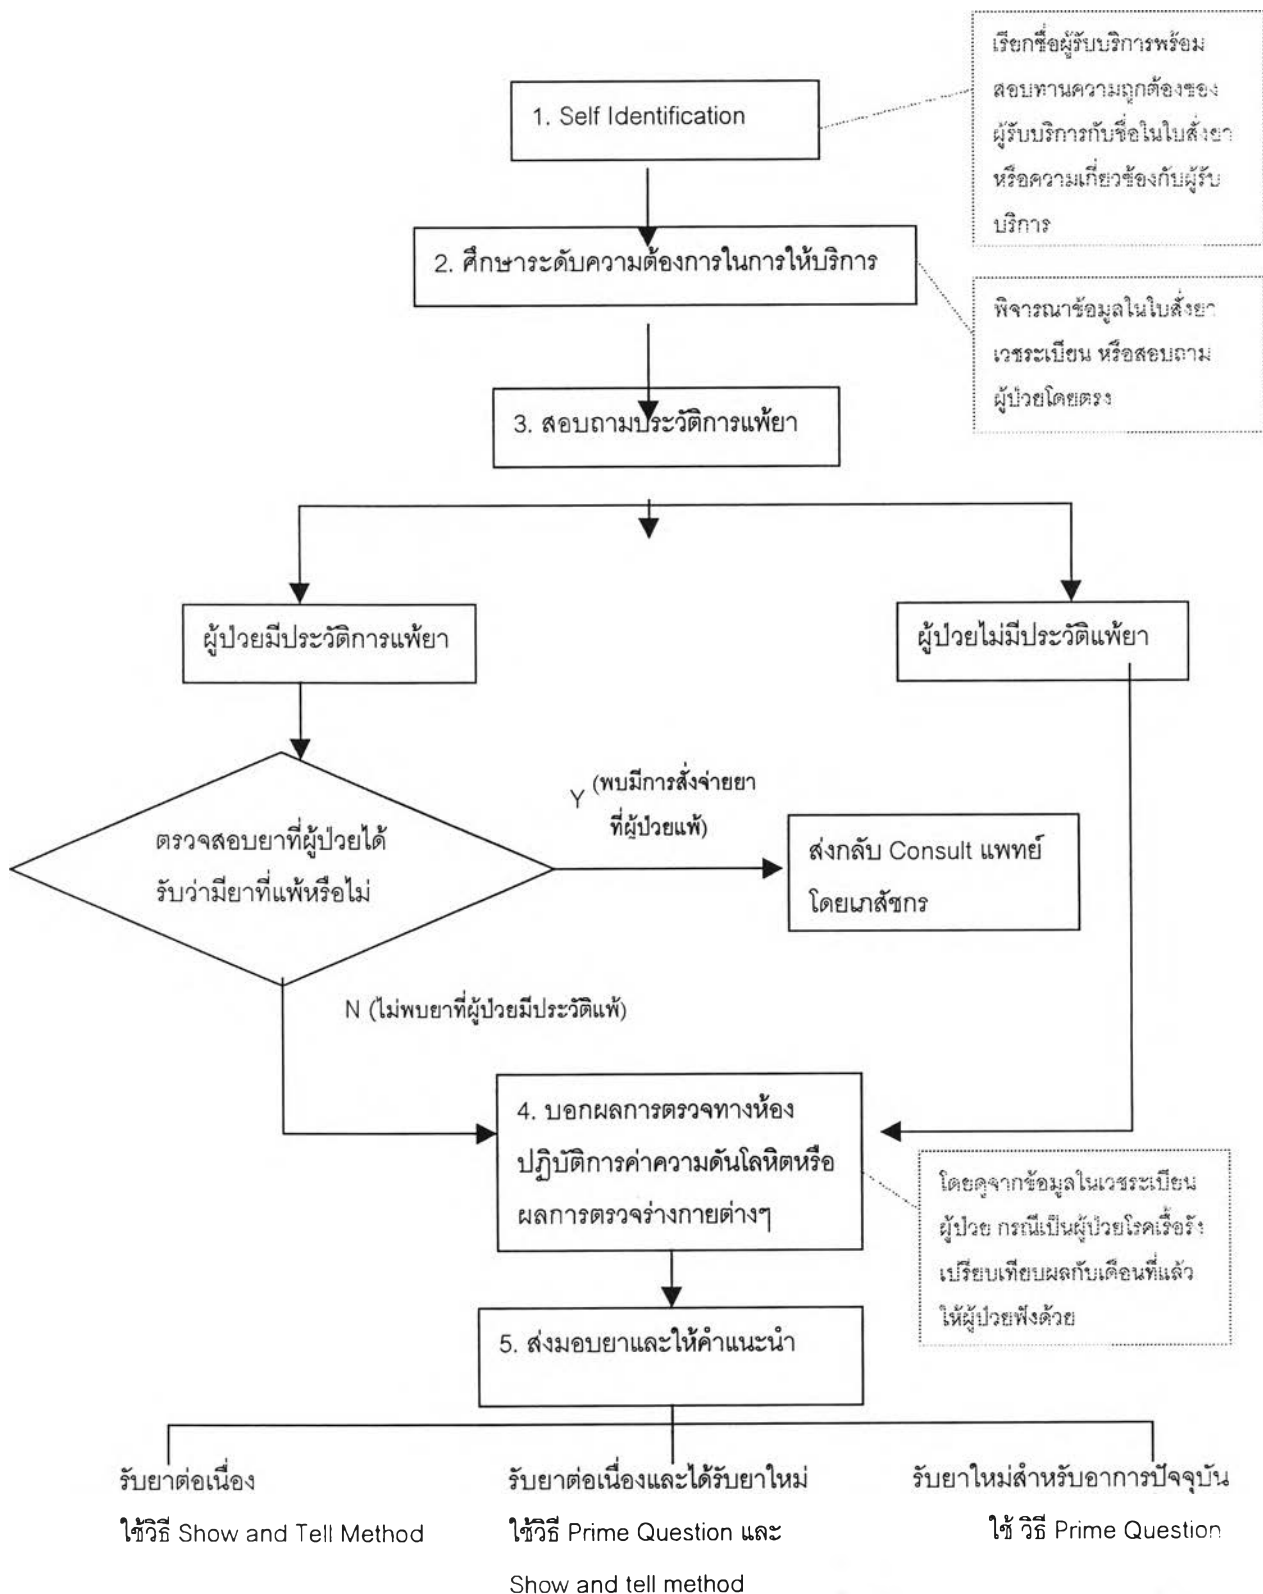 เรียกชื่อผู้รับบริการพร้อม
สอบทานความถูกต้องของ
ผู้รับบริการกับชื่อในใบสั่งยา
หรือความเกี่ยวข้องกับผู้รับ
บริการ
1. Self Identification
2. ศึกษาระดับความต้องการในการให้บริการ
พิจารณาข้อมูลในใบสั่งยา
เวชระเบียน หรือสอบถาม
ผู้ป่วยโดยตรง
3. สอบถามประวัติการแพ้ยา
ผู้ป่วยมีประวัติการแพ้ยา
ผู้ป่วยไม่มีประวัติแพ้ยา
ตรวจสอบยาที่ผู้ป่วยได้
รับว่ามียาที่แพ้หรือไม่
Y (พบมีการสั่งจ่ายยา
ที่ผู้ป่วยแพ้)
ส่งกลับ Consult แพทย์
โดยเภสัชกร
N (ไม่พบยาที่ผู้ป่วยมีประวัติแพ้)
4. บอกผลการตรวจทางห้อง
ปฏิบัติการค่าความดันโลหิตหรือ
ผลการตรวจร่างกายต่างๆ
โดยดูจากข้อมูลในเวชระเบียน
ผู้ป่วย กรณีเป็นผู้ป่วยโรคเรื้อรัง
เปรียบเทียบผลกับเดือนที่แล้ว
ให้ผู้ป่วยฟังด้วย
5. ส่งมอบยาและให้คำแนะนำ
รับยาต่อเนื่อง
ใช้วิธี Show and Tell Method
รับยาต่อเนื่องและได้รับยาใหม่
ใช้วิธี Prime Question และ
Show and tell method
รับยาใหม่สำหรับอาการปัจจุบัน
ใช้ วิธี Prime Question